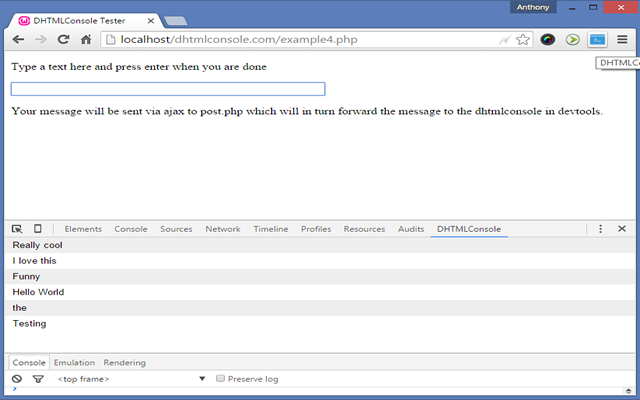 Anthony
DHTMLConsole Tester
localhost/dhtmlconsole.com/example4.php
DHTMLCo
Type a text here and press enter when you are done
Your message will be sent via ajax to post.php which will in turn forward the message to the dhtmlconsole in devtools.
Elements Console Sources Network Timeline Profiles Resources Audits DHTMLConsole
Really cool
I love this
Funny
Hello World
the
Testing
Console Emulation Rendering
<top frame> Preserve log